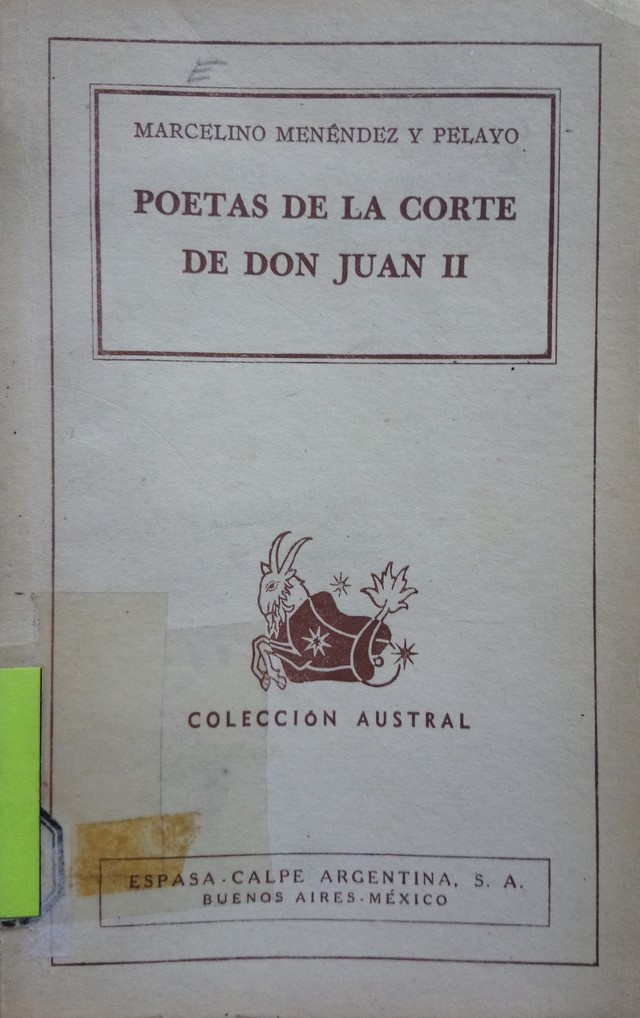 E
MARCELINO MENÉNDEZ Y PELAYO
POETAS DE LA CORTE
DE DON JUAN II
COLECCIÓN AUSTRAL
ESPASA-CALPE ARGENTINA, S. A.
BUENOS AIRES-MÉXICO